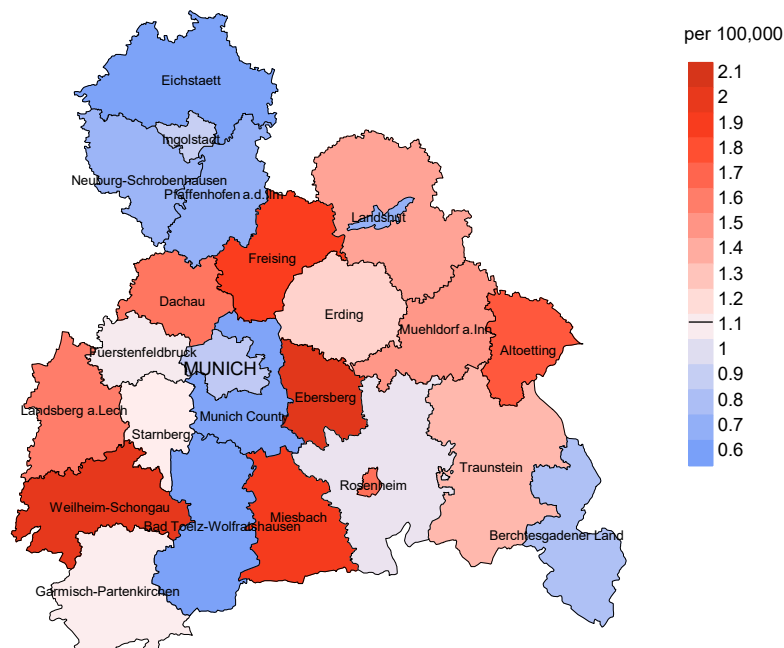 per 100,000
2.1
2
1.9
1.8
1.7
1.6
1.5
1.4
1.3
1.2
1.1
1
0.9
0.8
0.7
0.6
Eichstaett
Ingolstadt
Neuburg-Schrobenhausen
Pfaffenhofen a.d.Ilm
Landshut
Freising
Dachau
Erding
Muehldorf a.Inn
Altoetting
Fuerstenfeldbruck
MUNICH
Ebersberg
Landsberg a.Lech
Munich County
Starnberg
Traunstein
Rosenheim
Weilheim-Schongau
Miesbach
Bad Toelz-Wolfratshausen
Berchtesgadener Land
Garmisch-Partenkirchen